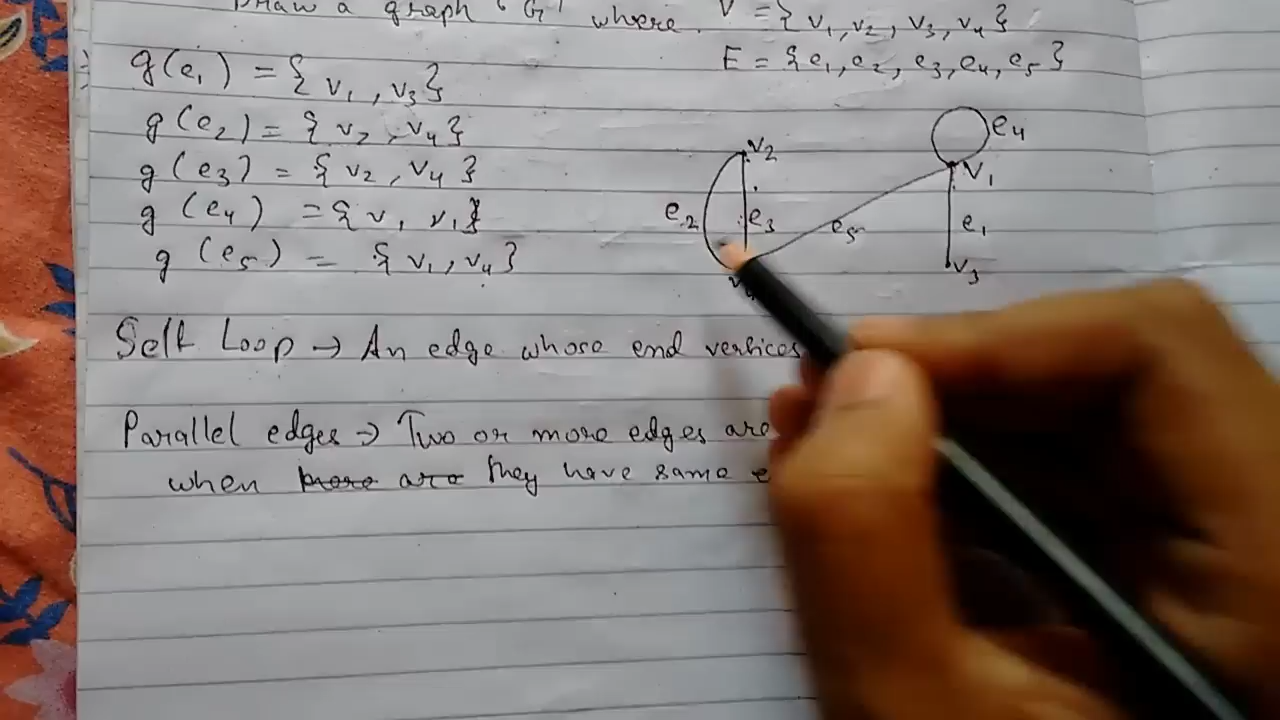 Draw a graph 'G' where V = { v1, v2, v3, v4 }
E = { e1, e2, e3, e4, e5 }
g(e1) = { v1, v3 }
g(e2) = { v2, v4 }
g(e3) = { v2, v4 }
g(e4) = { v1 v1 }
g(e5) = { v1, v4 }
e4
v2
v1
e2
e3
e5
e1
v3
Self Loop → An edge whose end vertices
Parallel edges → Two or more edges are
when more are they have same